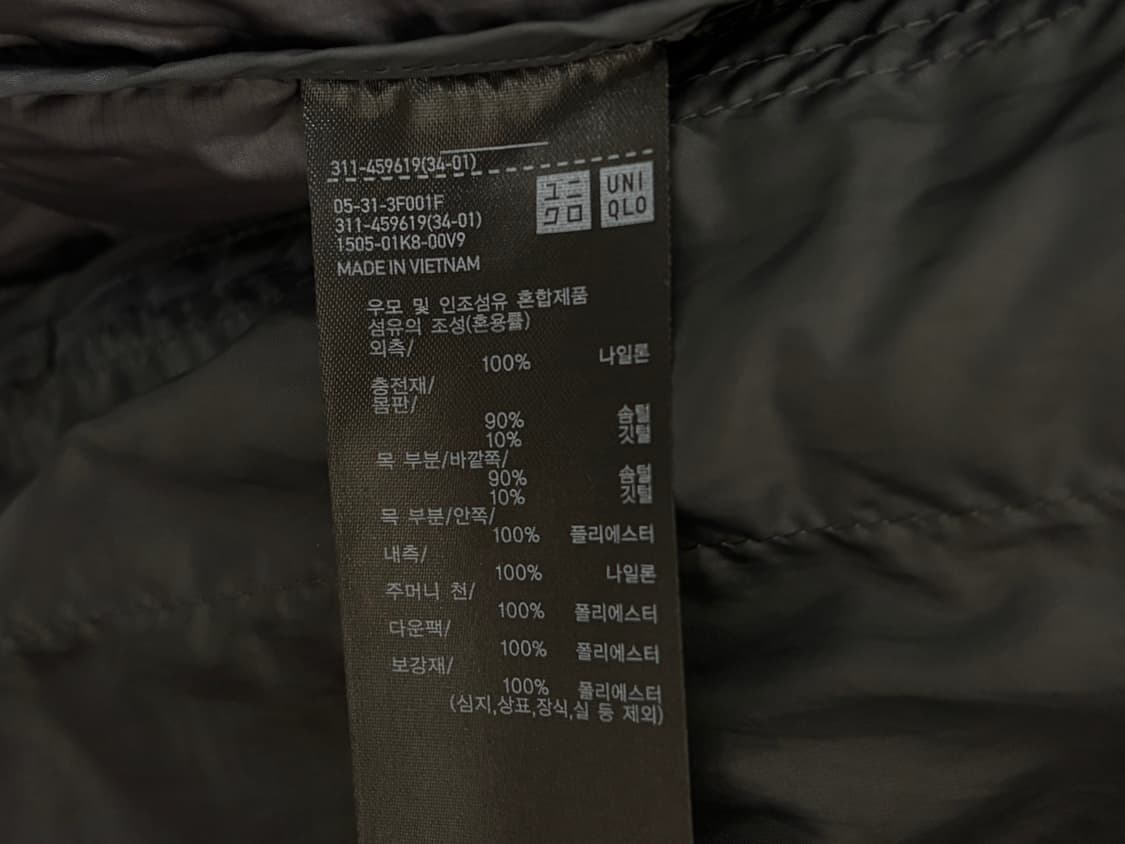 311-459619(34-01)
05-31-3F001F
311-459619(34-01)
1505-01K8-00V9
MADE IN VIETNAM
ユニ
クロ
UNI
QLO
우모 및 인조섬유 혼합제품
섬유의 조성(혼용률)
외측/
100% 나일론
충전재/
몸판/
90% 솜털
10% 깃털
목 부분/바깥쪽/
90% 솜털
10% 깃털
목 부분/안쪽/
100% 폴리에스터
내측/
100% 나일론
주머니 천/
100% 폴리에스터
다운팩/
100% 폴리에스터
보강재/
100% 폴리에스터
(심지,상표,장식,실 등 제외)